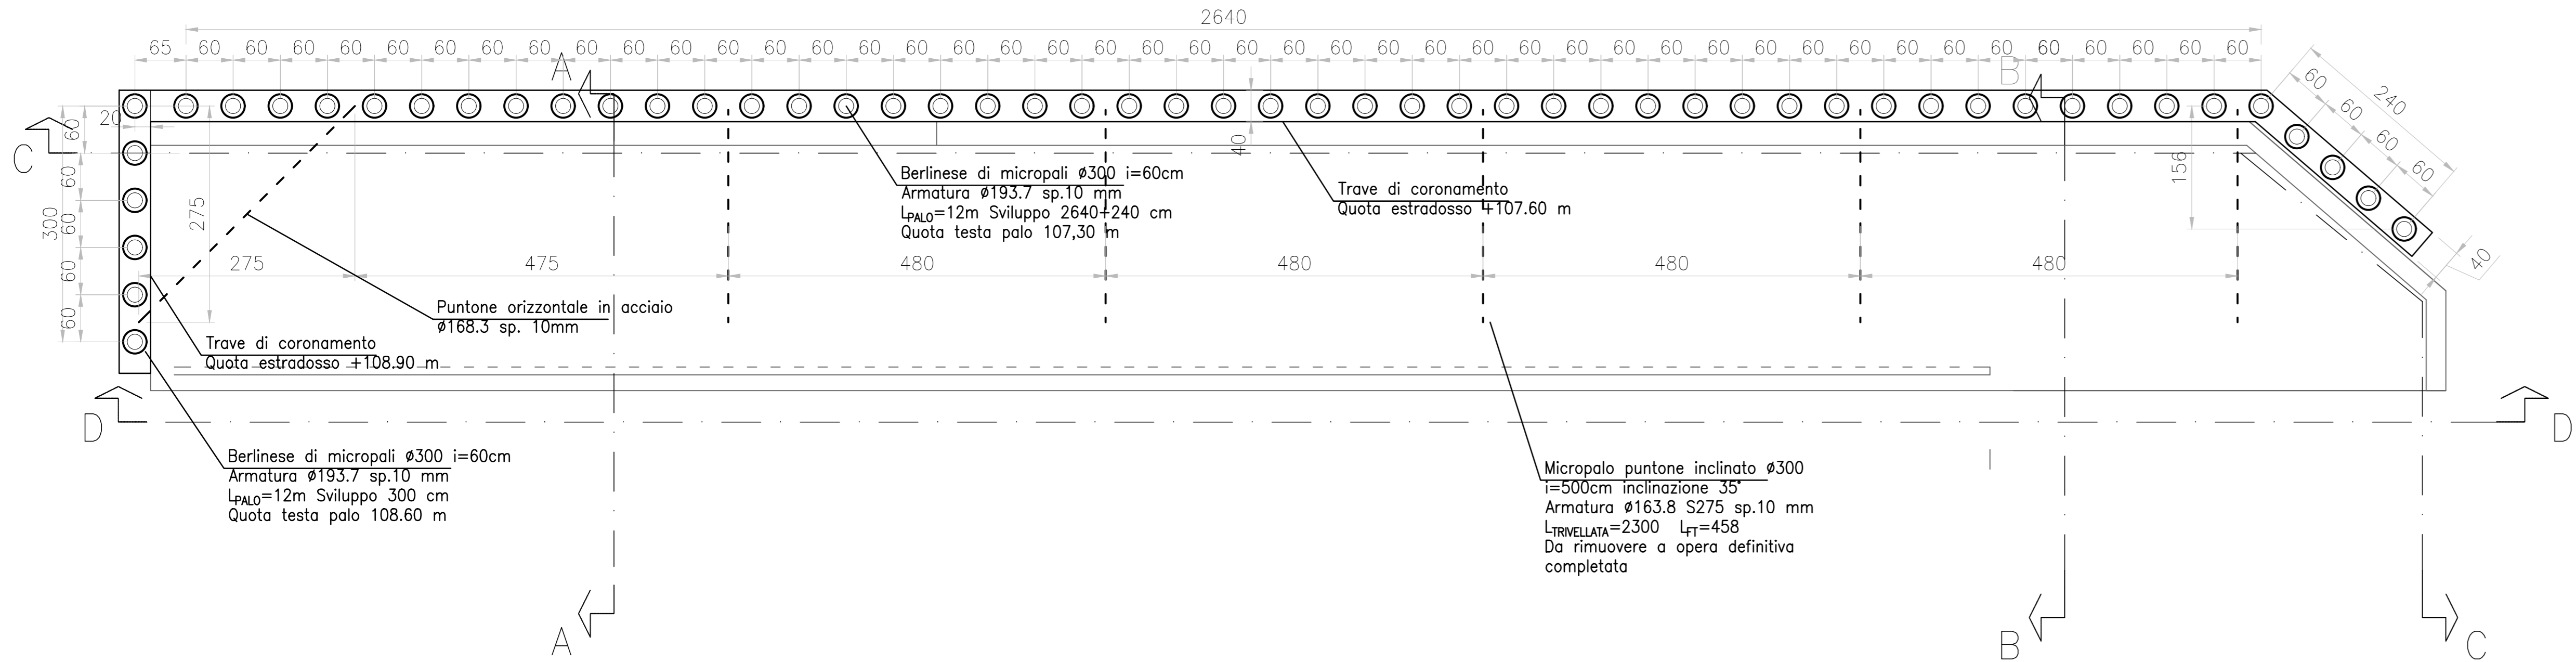 2640
65 60 60 60 60 60 60 60 60 60 60 60 60 60 60 60 60 60 60 60 60 60 60 60 60 60 60 60 60 60 60 60 60 60 60 60 60 60 60 60 60 60 60 60 60
A
B
60
240
60
60
60
20
60
C
40
156
60
300
60
275
60
60
Berlinese di micropali ø300 i=60cm
Armatura ø193.7 sp.10 mm
LPALO=12m Sviluppo 2640+240 cm
Quota testa palo 107,30 m
Trave di coronamento
Quota estradosso +107.60 m
275
475
480
480
480
480
40
Puntone orizzontale in acciaio
ø168.3 sp. 10mm
Trave di coronamento
Quota estradosso +108.90 m
D
D
Berlinese di micropali ø300 i=60cm
Armatura ø193.7 sp.10 mm
LPALO=12m Sviluppo 300 cm
Quota testa palo 108.60 m
Micropalo puntone inclinato ø300
i=500cm inclinazione 35°
Armatura ø163.8 S275 sp.10 mm
LTRIVELLATA=2300 LFT=458
Da rimuovere a opera definitiva
completata
A
B
C